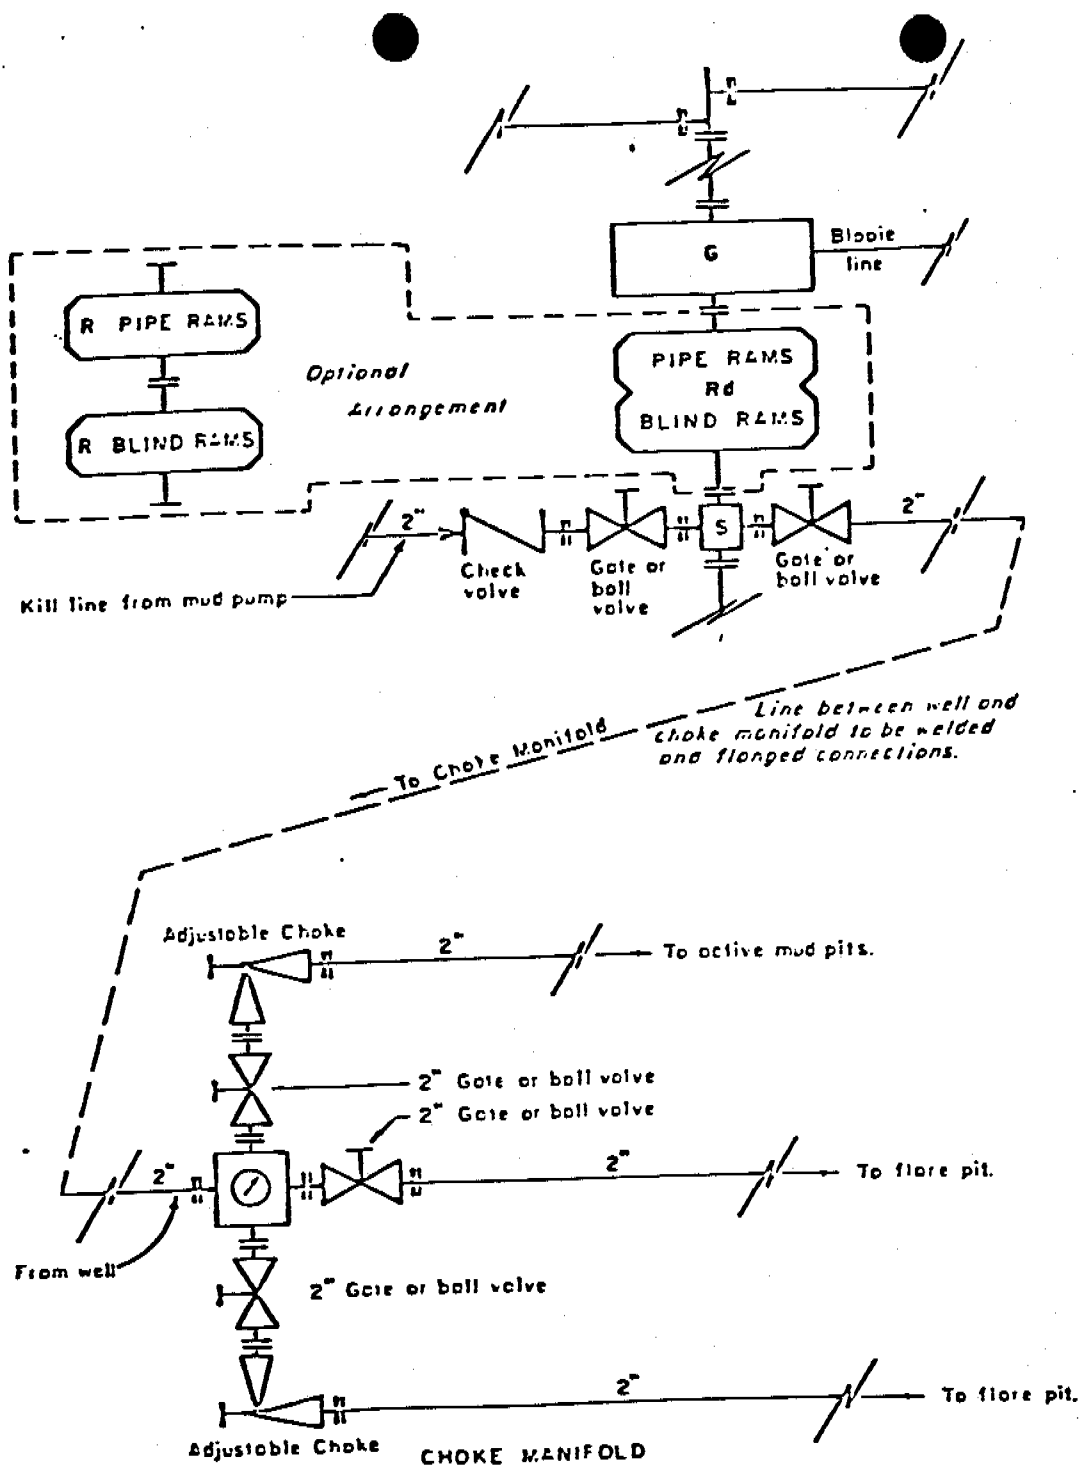 G
Blooie
line
R PIPE RAMS
R BLIND RAMS
Optional
Arrangement
PIPE RAMS
Rd
BLIND RAMS
2"
S
2"
Check
valve
Gate or
ball
valve
Gate or
ball valve
Kill line from mud pump
Line between well and
choke manifold to be welded
and flanged connections.
To Choke Manifold
Adjustable Choke
2"
To active mud pits.
2" Gate or ball valve
2" Gate or ball valve
2"
2"
To flare pit.
From well
2" Gate or ball valve
2"
To flare pit.
Adjustable Choke
CHOKE MANIFOLD